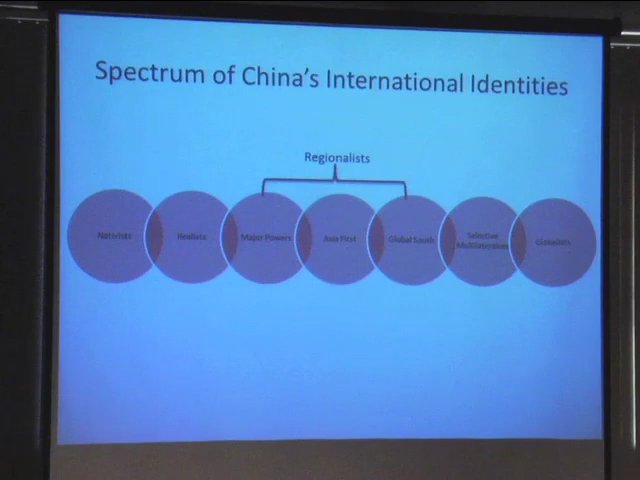 Spectrum of China's International Identities
Regionalists
Nativists
Realists
Major Powers
Asia First
Global South
Selective
Multilateralism
Globalists